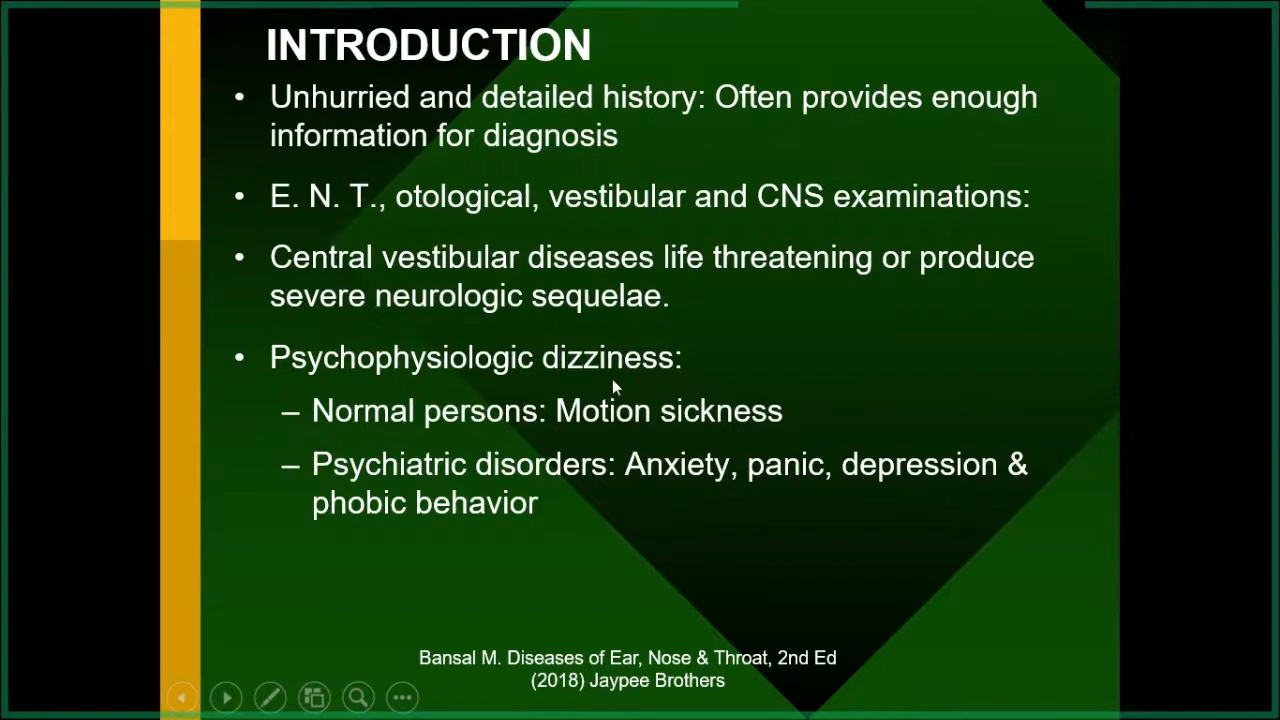 INTRODUCTION
• Unhurried and detailed history: Often provides enough
information for diagnosis
• E. N. T., otological, vestibular and CNS examinations:
• Central vestibular diseases life threatening or produce
severe neurologic sequelae.
• Psychophysiologic dizziness:
– Normal persons: Motion sickness
– Psychiatric disorders: Anxiety, panic, depression &
phobic behavior
Bansal M. Diseases of Ear, Nose & Throat, 2nd Ed
(2018) Jaypee Brothers